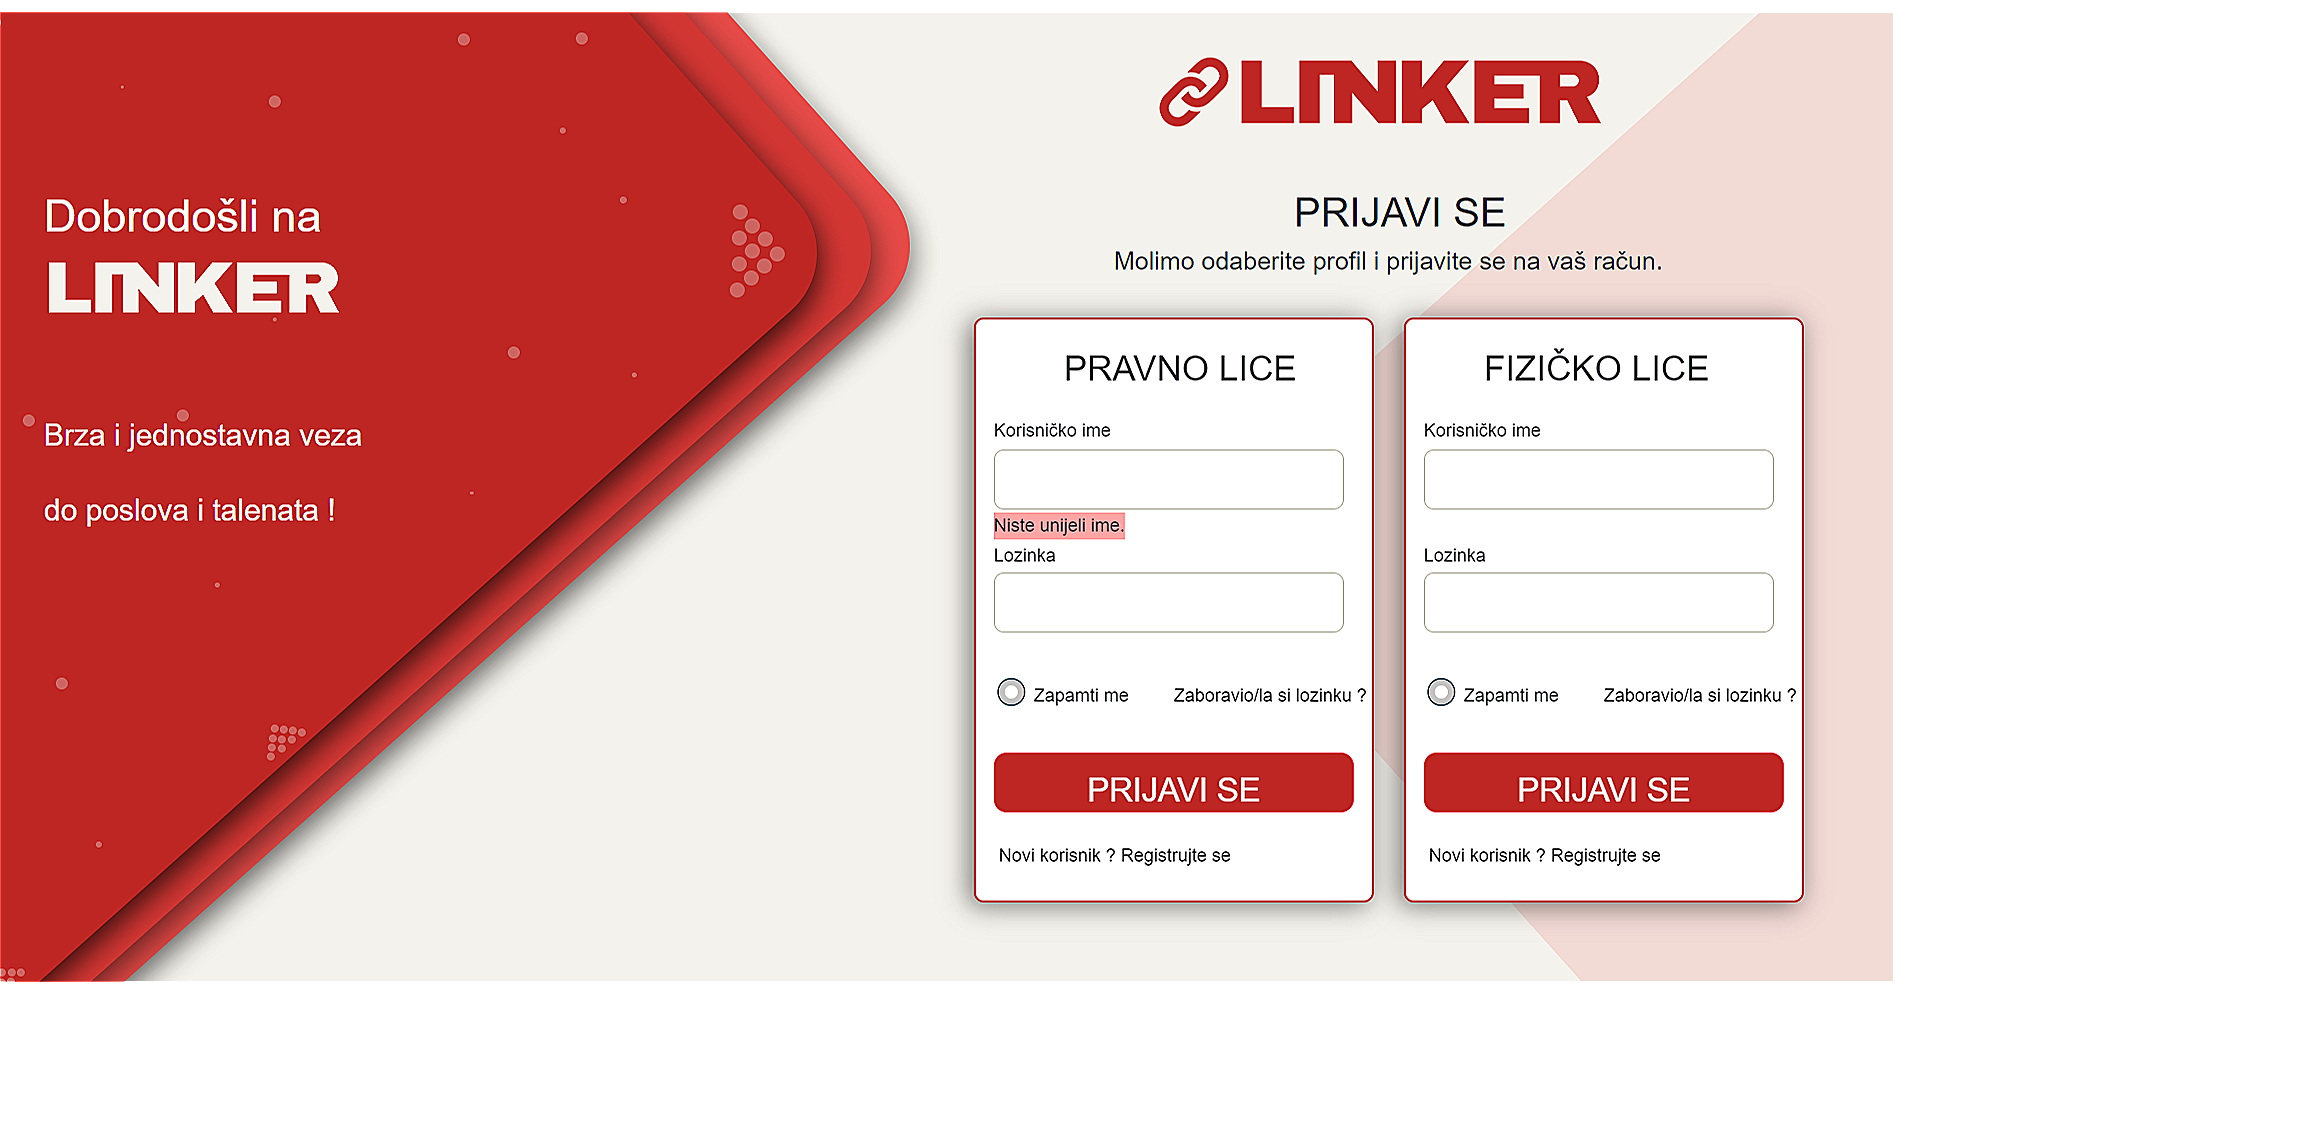 Dobrodošli na
LINKER
Brza i jednostavna veza
do poslova i talenata !
LINKER
PRIJAVI SE
Molimo odaberite profil i prijavite se na vaš račun.
PRAVNO LICE
Korisničko ime
Niste unijeli ime.
Lozinka
Zapamti me
Zaboravio/la si lozinku ?
PRIJAVI SE
Novi korisnik ? Registrujte se
FIZIČKO LICE
Korisničko ime
Lozinka
Zapamti me
Zaboravio/la si lozinku ?
PRIJAVI SE
Novi korisnik ? Registrujte se